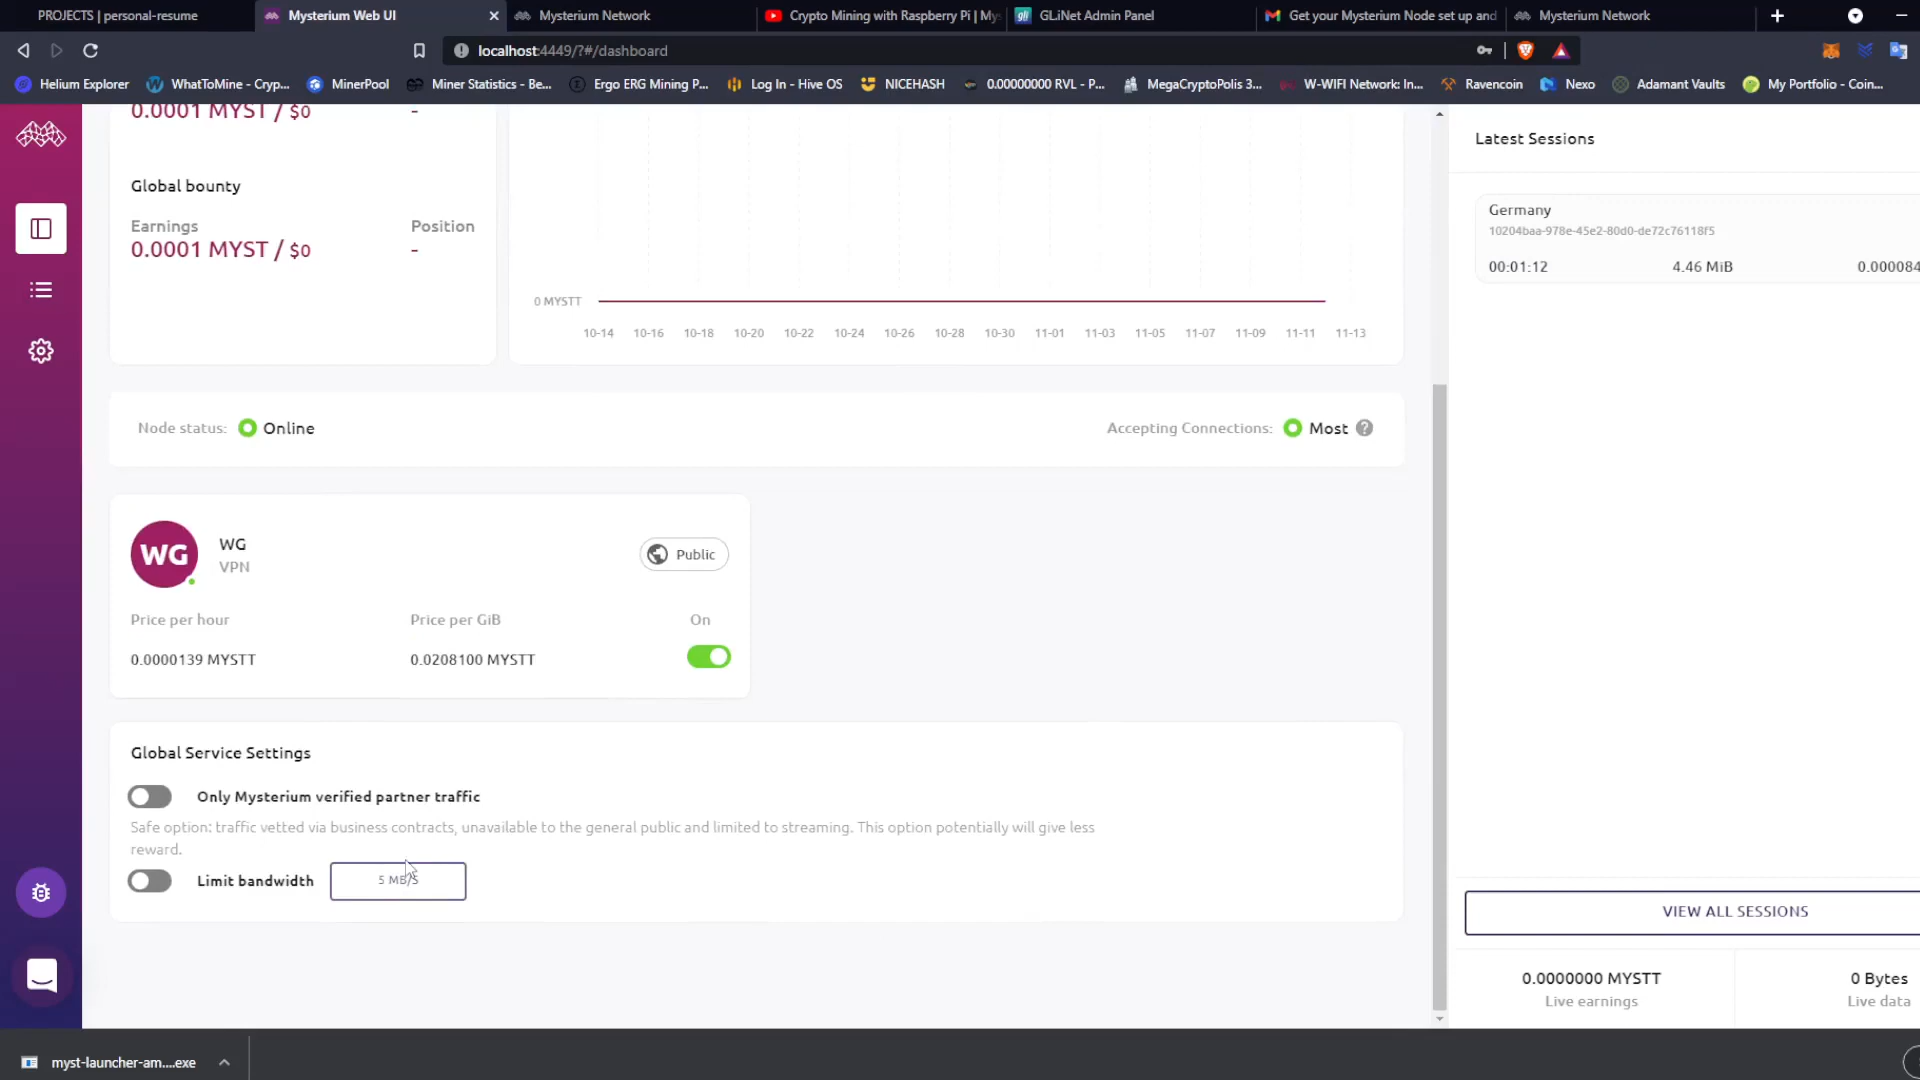 PROJECTS | personal-resume
Mysterium Web UI
Mysterium Network
Crypto Mining with Raspberry Pi | Mys
GLiNet Admin Panel
Get your Mysterium Node set up and
Mysterium Network
localhost:4449/?#/dashboard
Helium Explorer
WhatToMine - Cryp...
MinerPool
Miner Statistics - Be...
Ergo ERG Mining P...
Log In - Hive OS
NICEHASH
0.00000000 RVL - P...
MegaCryptoPolis 3...
W-WIFI Network: In...
Ravencoin
Nexo
Adamant Vaults
My Portfolio - Coin...
0.0001 MYST / $0
-
Global bounty
Earnings
Position
0.0001 MYST / $0
-
0 MYSTT
10-14
10-16
10-18
10-20
10-22
10-24
10-26
10-28
10-30
11-01
11-03
11-05
11-07
11-09
11-11
11-13
Node status: Online
Accepting Connections: Most ?
WG
WG
VPN
Public
Price per hour
Price per GiB
On
0.0000139 MYSTT
0.0208100 MYSTT
Global Service Settings
Only Mysterium verified partner traffic
Safe option: traffic vetted via business contracts, unavailable to the general public and limited to streaming. This option potentially will give less
reward.
Limit bandwidth
5 MB/S
Latest Sessions
Germany
10204baa-978e-45e2-80d0-de72c76118f5
00:01:12
4.46 MiB
0.000084
VIEW ALL SESSIONS
0.0000000 MYSTT
0 Bytes
Live earnings
Live data
myst-launcher-am....exe